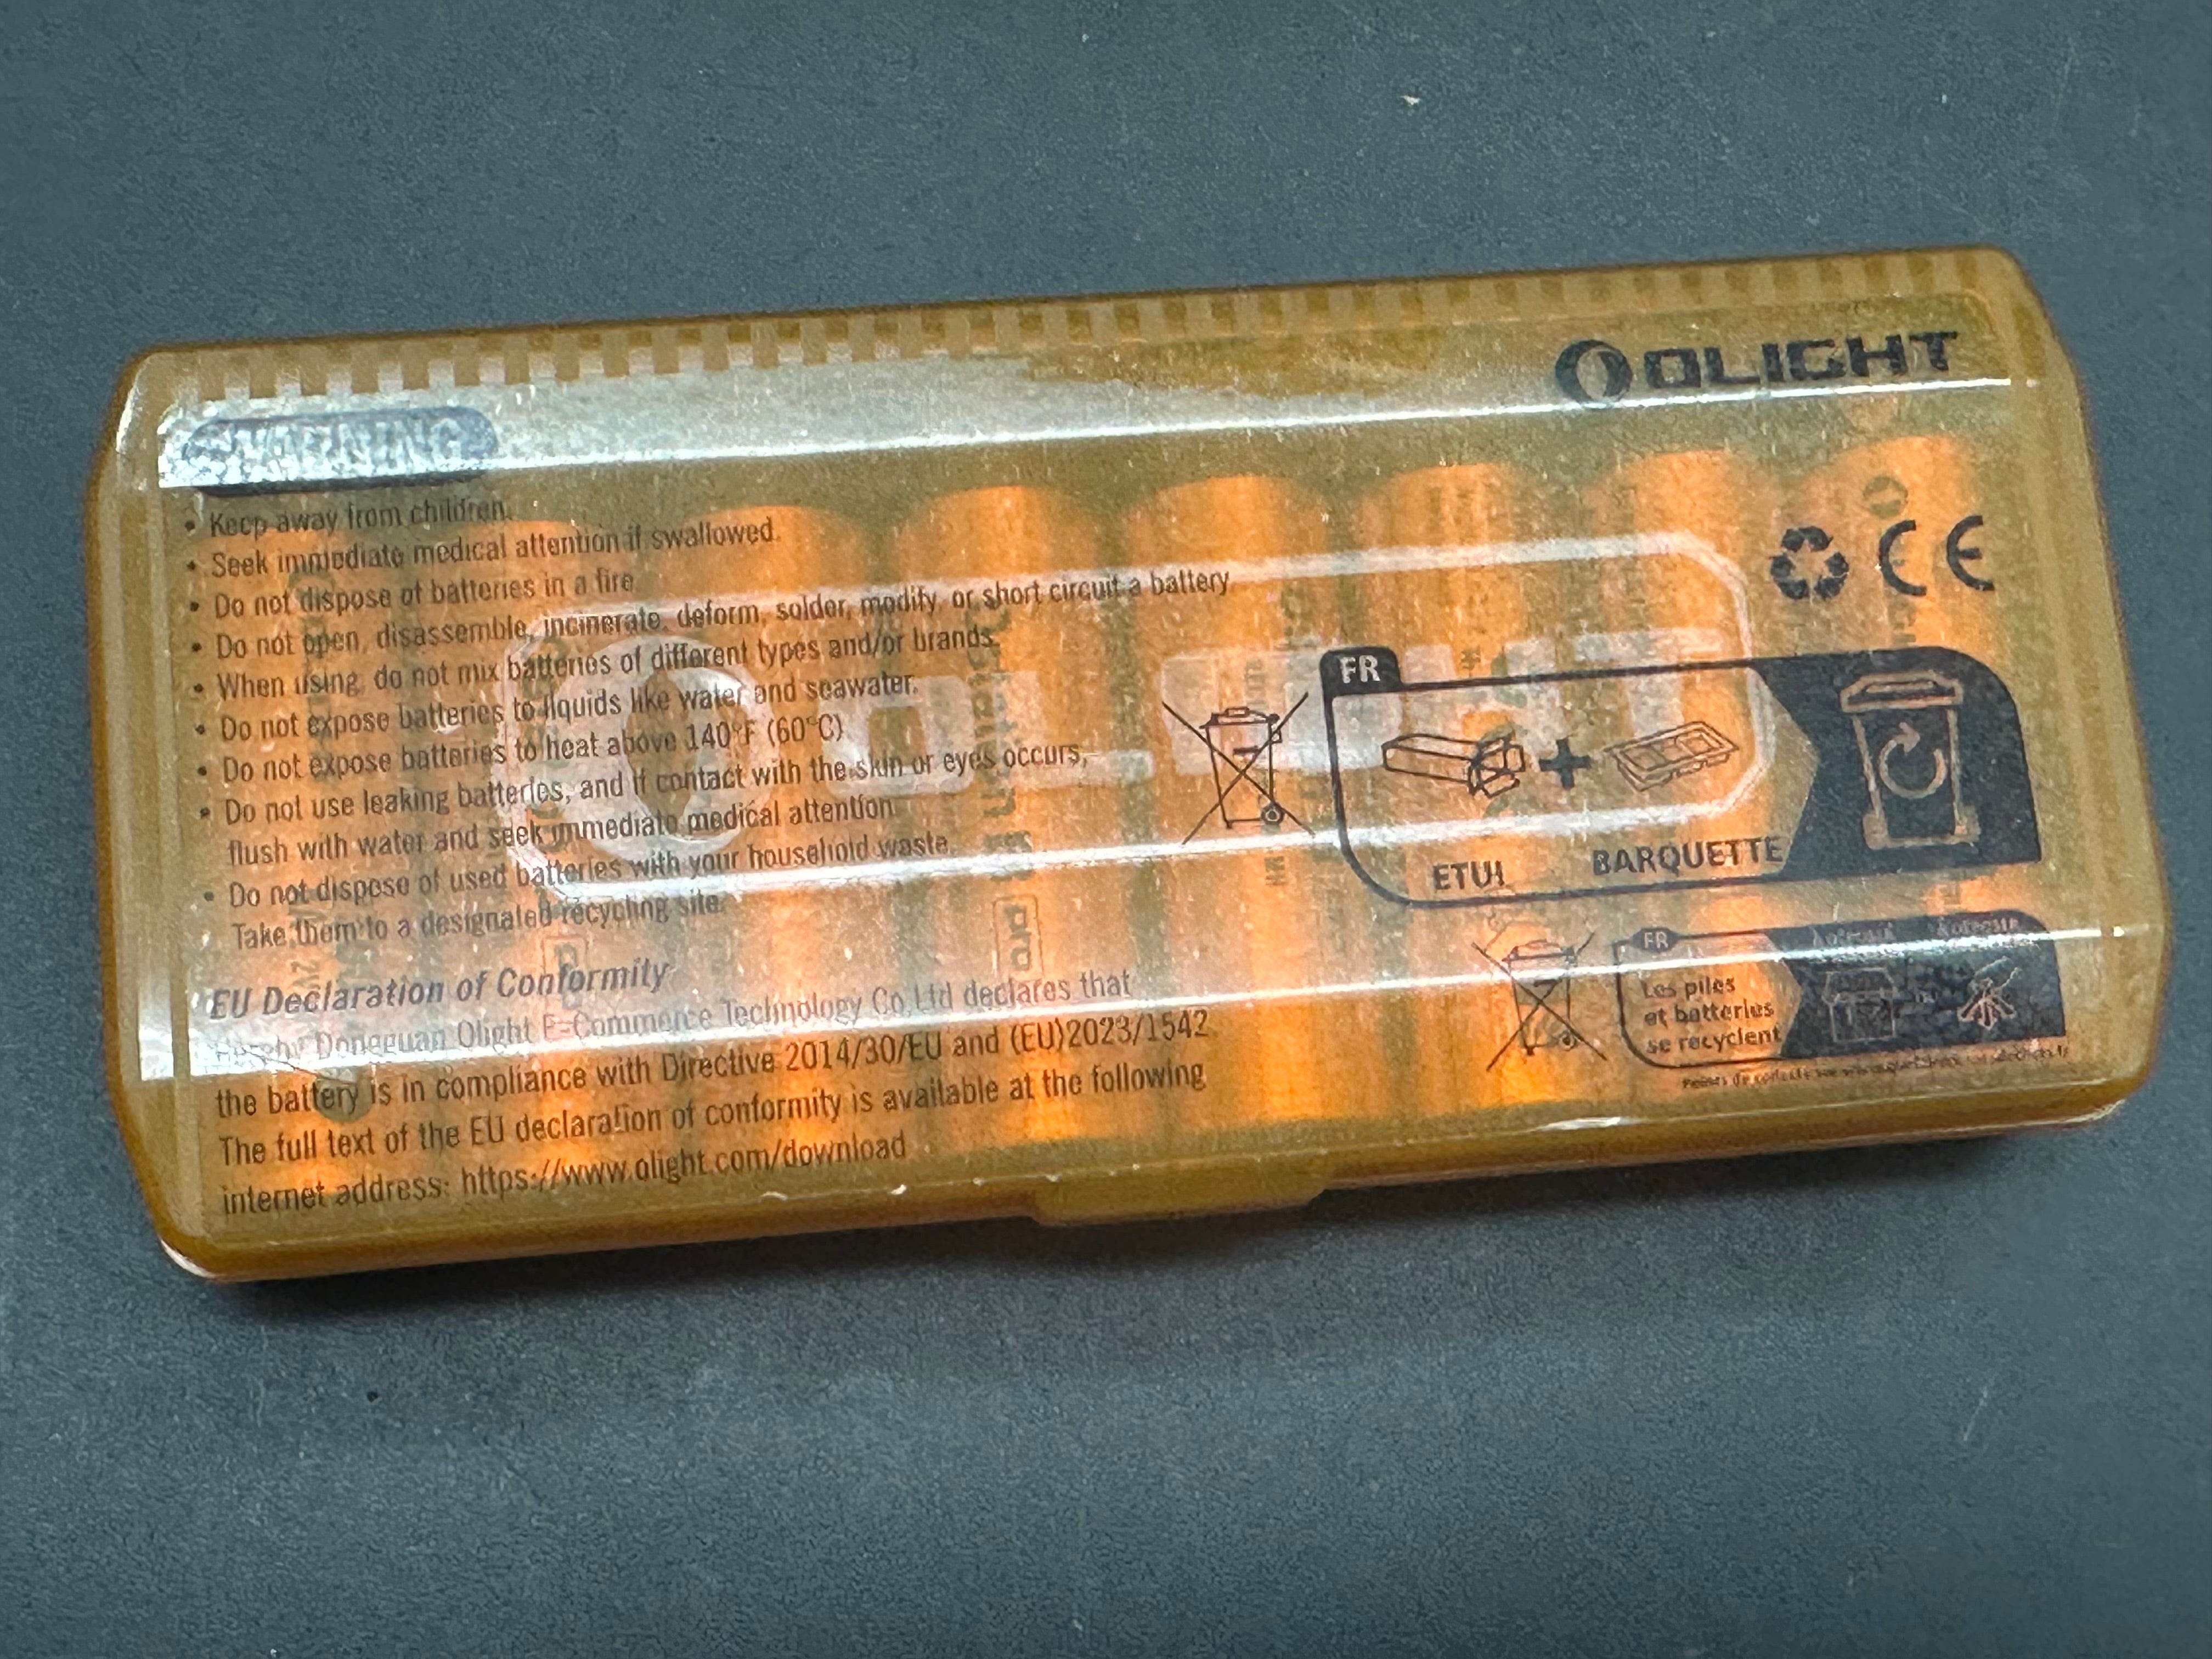 OLIGHT
WARNING
• Keep away from children.
• Seek immediate medical attention if swallowed.
• Do not dispose of batteries in a fire
• Do not open, disassemble, incinerate, deform, solder, modify, or short circuit a battery.
• When using, do not mix batteries of different types and/or brands.
• Do not expose batteries to liquids like water and seawater.
• Do not expose batteries to heat above 140°F (60°C)
• Do not use leaking batteries, and if contact with the skin or eyes occurs,
flush with water and seek immediate medical attention.
• Do not dispose of used batteries with your household waste.
Take them to a designated recycling site.
EU Declaration of Conformity
Hereby Dongguan Olight E-Commerce Technology Co,Ltd declares that
the battery is in compliance with Directive 2014/30/EU and (EU)2023/1542
The full text of the EU declaration of conformity is available at the following
internet address: https://www.olight.com/download
CE
FR
ETUI
BARQUETTE
FR
Les piles
et batteries
se recyclent
OLIGHT
pro